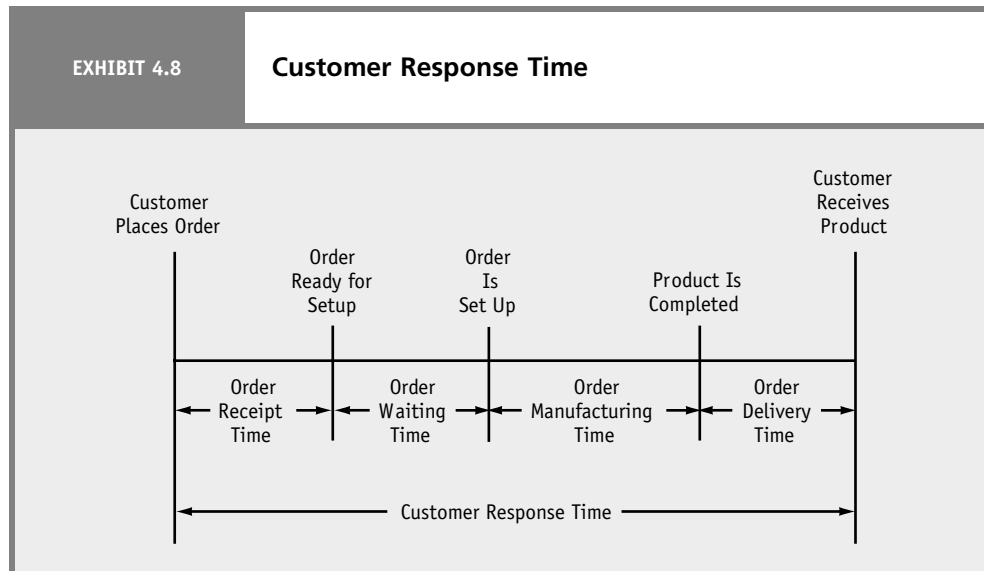 EXHIBIT 4.8
Customer Response Time
Customer
Places Order
Order
Ready for
Setup
Order
Is
Set Up
Product Is
Completed
Customer
Receives
Product
Order
Receipt
Time
Order
Waiting
Time
Order
Manufacturing
Time
Order
Delivery
Time
Customer Response Time